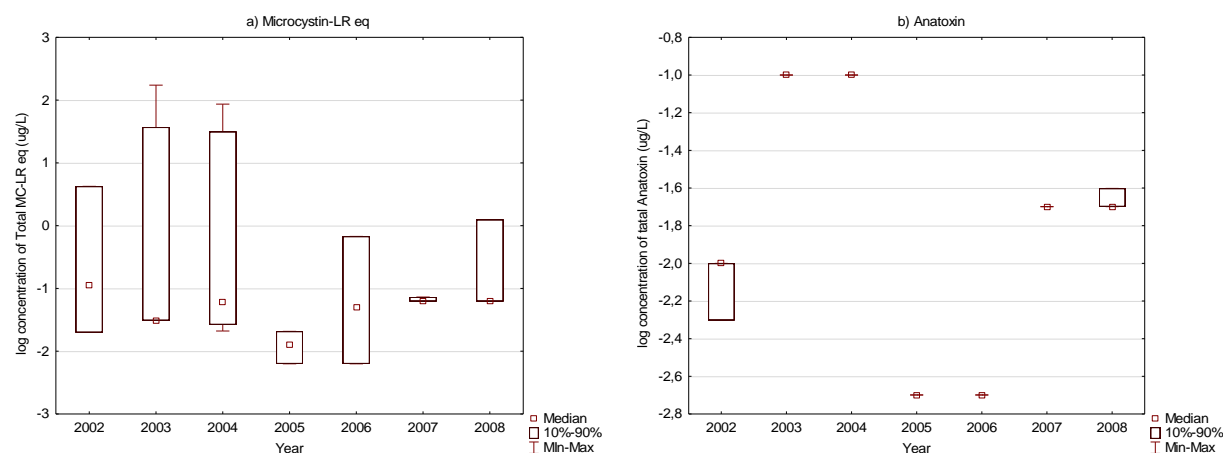 a) Microcystin-LR eq
log concentration of Total MC-LR eq (ug/L)
3
2
1
0
-1
-2
-3
2002 2003 2004 2005 2006 2007 2008
Year
Median
10%-90%
MIn-Max
b) Anatoxin
log concentration of tatal Anatoxin (ug/L)
-0,8
-1,0
-1,2
-1,4
-1,6
-1,8
-2,0
-2,2
-2,4
-2,6
-2,8
2002 2003 2004 2005 2006 2007 2008
Year
Median
10%-90%
Min-Max